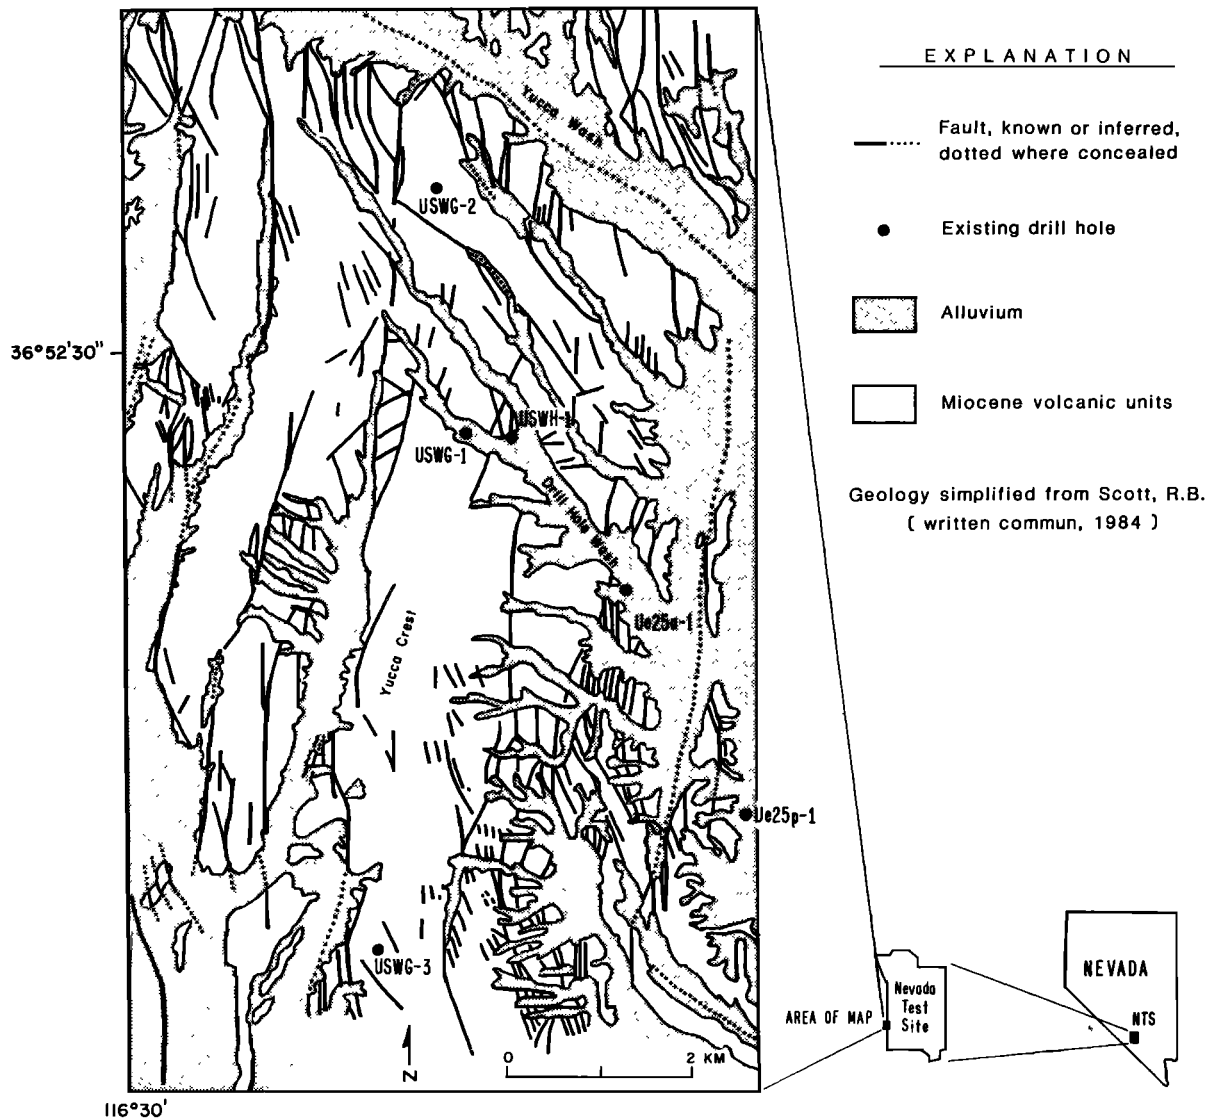 EXPLANATION
Fault, known or inferred,
dotted where concealed
Existing drill hole
Alluvium
Miocene volcanic units
Geology simplified from Scott, R.B.
( written commun, 1984 )
Yucca Wash
USWG-2
36°52'30"
USWH-1
USWG-1
Drill Hole Wash
Yucca Crest
Ue25p-1
USWG-3
N
0
2 KM
116°30'
AREA OF MAP
Nevada
Test
Site
NEVADA
NTS